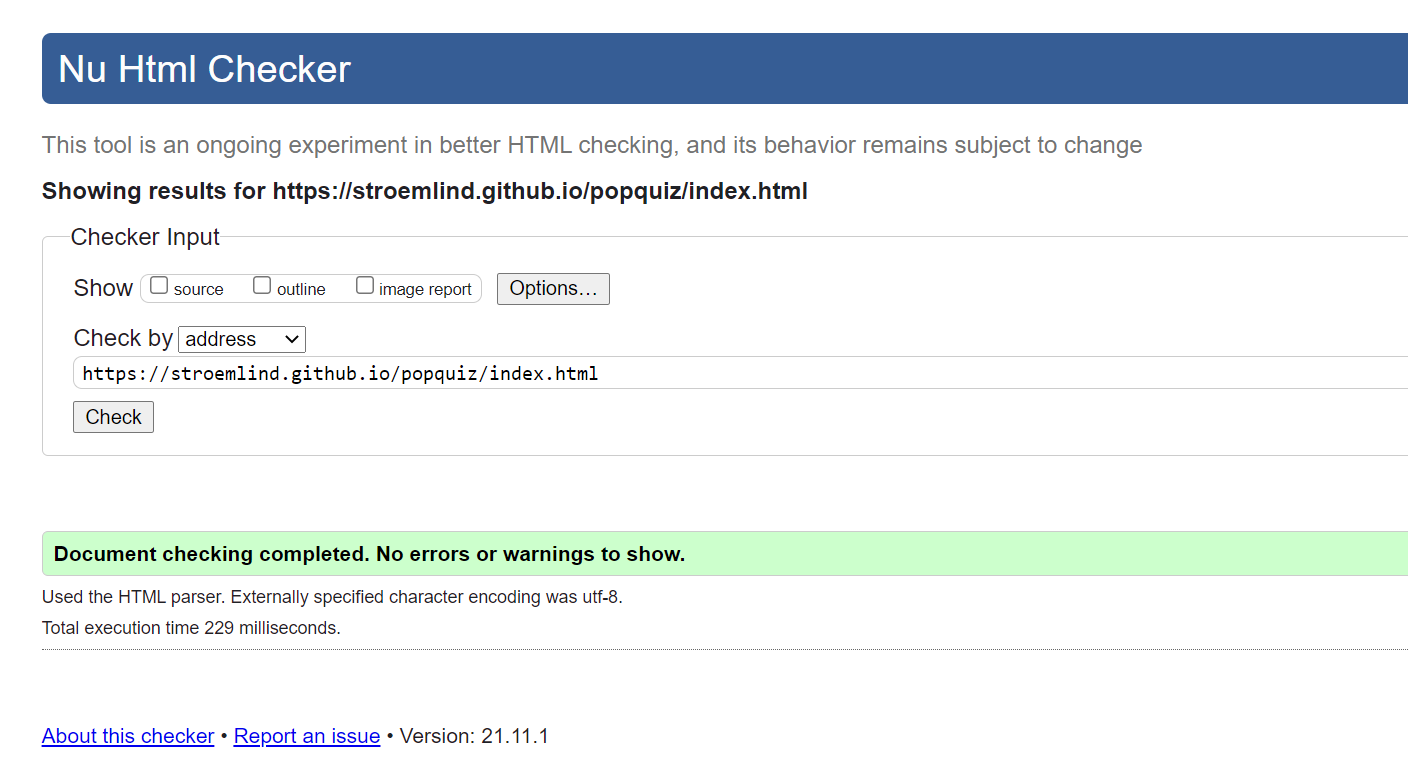 Nu Html Checker
This tool is an ongoing experiment in better HTML checking, and its behavior remains subject to change
Showing results for https://stroemlind.github.io/popquiz/index.html
Checker Input
Show source outline image report Options...
Check by address
https://stroemlind.github.io/popquiz/index.html
Check
Document checking completed. No errors or warnings to show.
Used the HTML parser. Externally specified character encoding was utf-8.
Total execution time 229 milliseconds.
About this checker • Report an issue • Version: 21.11.1